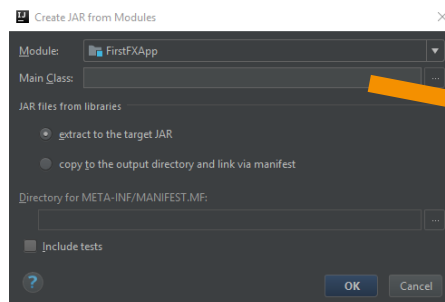 Create JAR from Modules
Module: FirstFXApp
Main Class: ...
JAR files from libraries
extract to the target JAR
copy to the output directory and link via manifest
Directory for META-INF/MANIFEST.MF:
...
Include tests
? OK Cancel